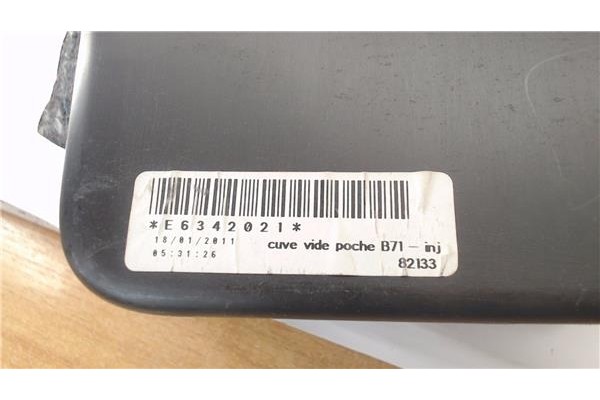 *E6342021*
18/01/2011
cuve vide poche B71 - inj
05:31:26
82133